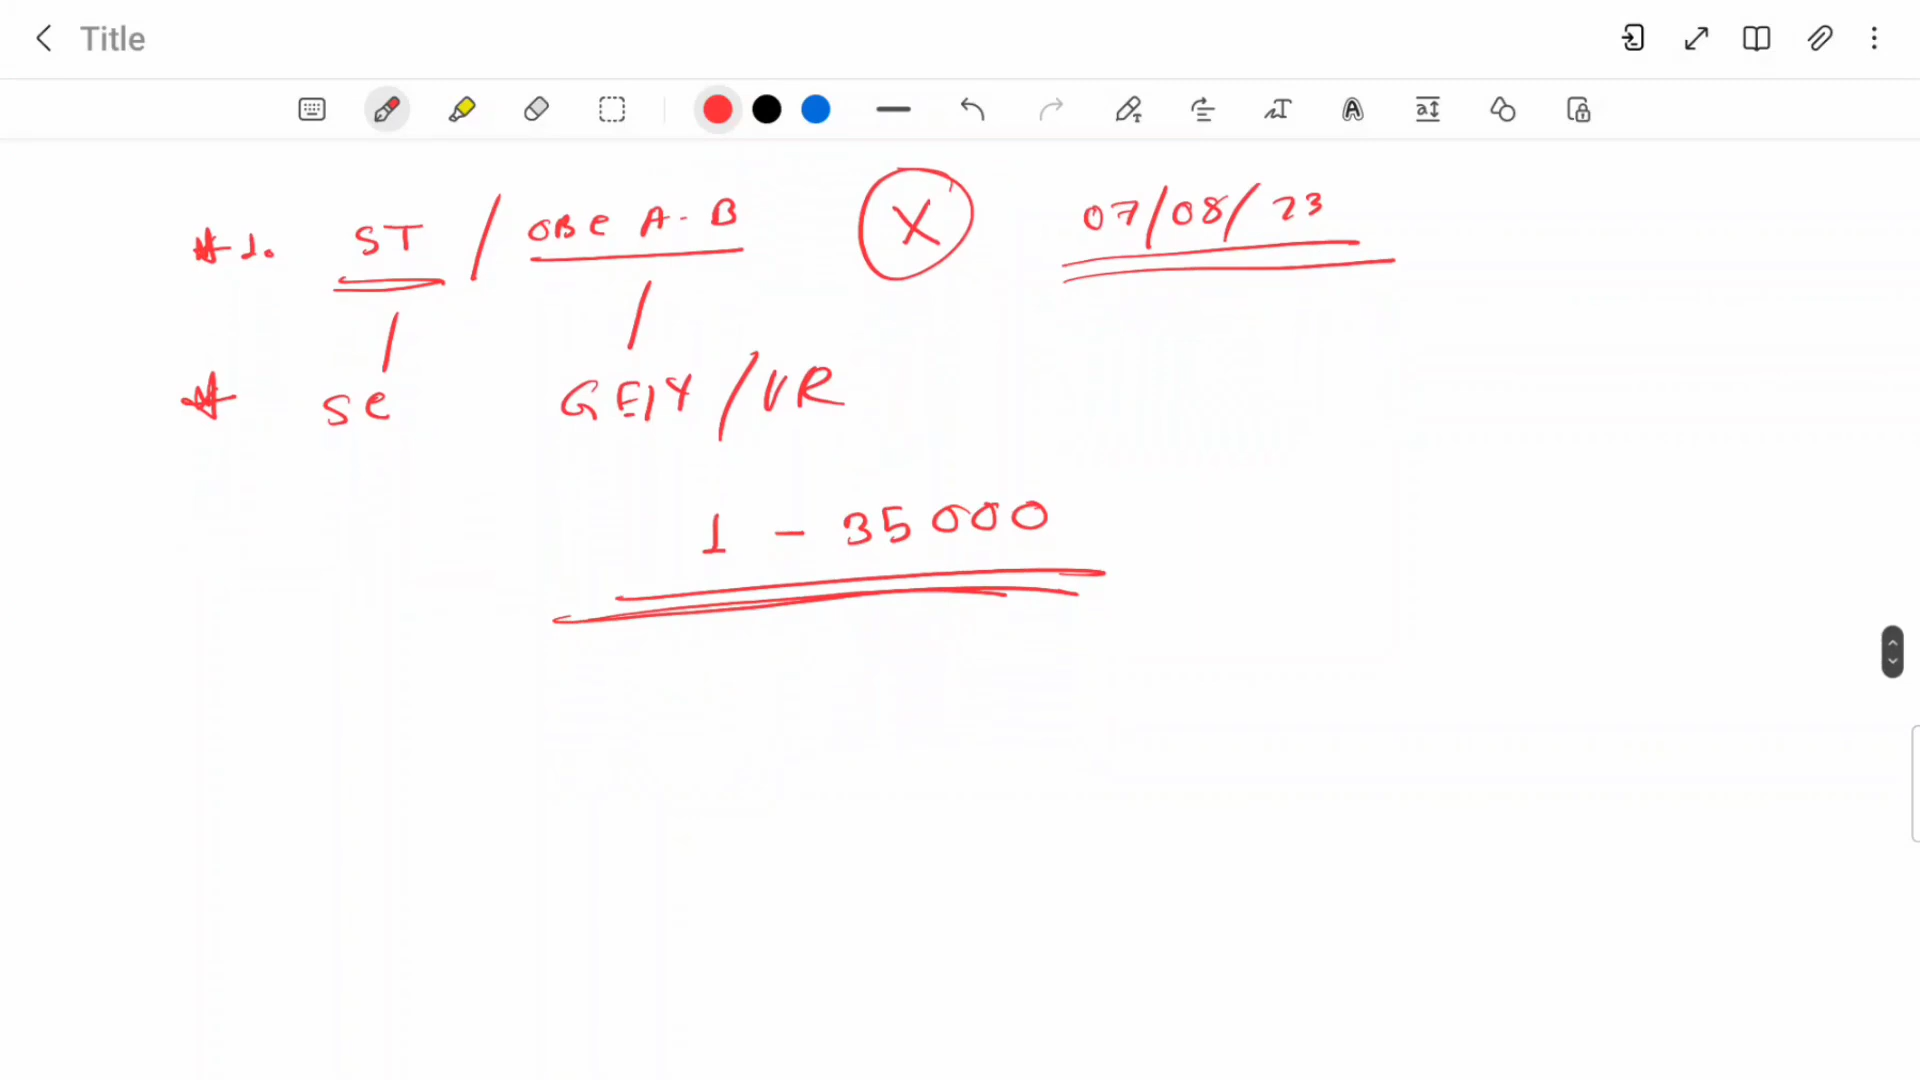 Title
1. ST / OBC A - B X 07/08/23
SC GEN / UR
1 - 35000